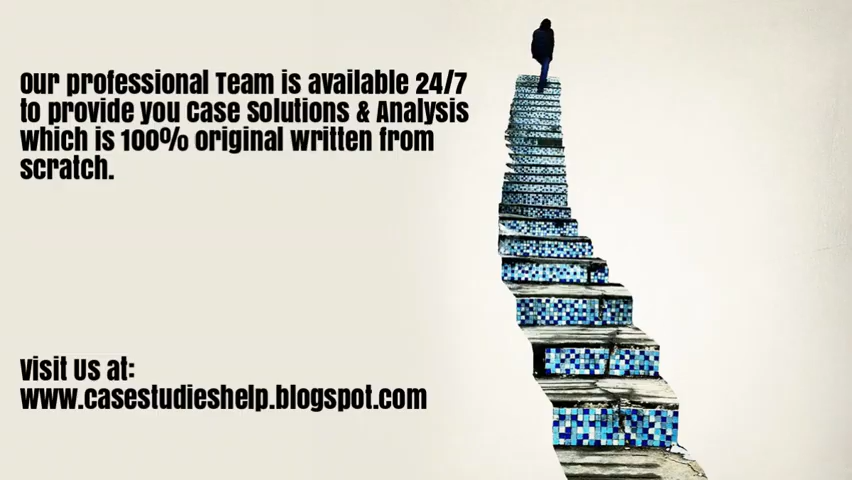 Our professional Team is available 24/7
to provide you Case Solutions & Analysis
which is 100% original written from
scratch.
Visit Us at:
www.casestudieshelp.blogspot.com